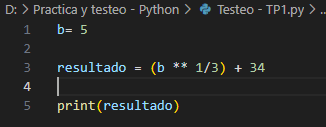 D: > Practica y testeo - Python > Testeo - TP1.py > ...
1 b= 5
2
3 resultado = (b ** 1/3) + 34
4
5 print(resultado)